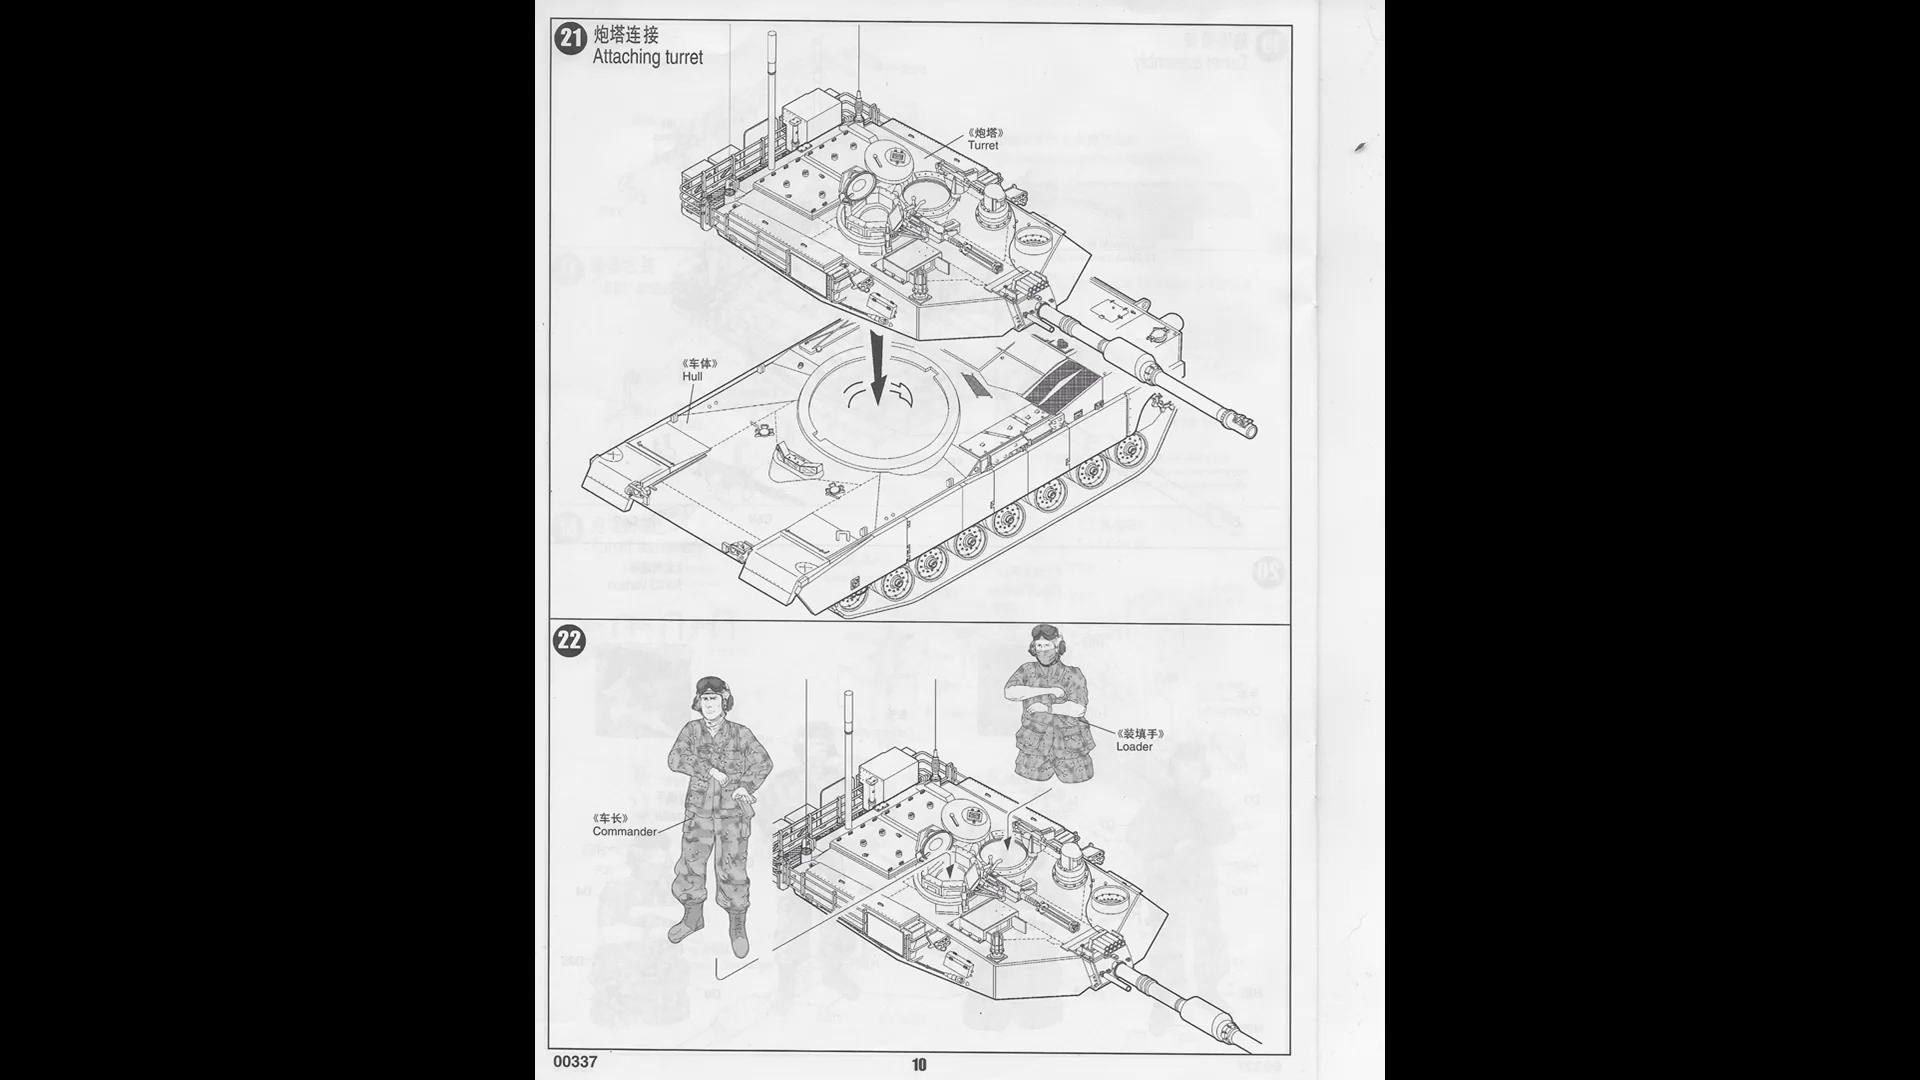 21 炮塔连接
Attaching turret
《炮塔》
Turret
《车体》
Hull
22
《装填手》
Loader
《车长》
Commander
00337
10